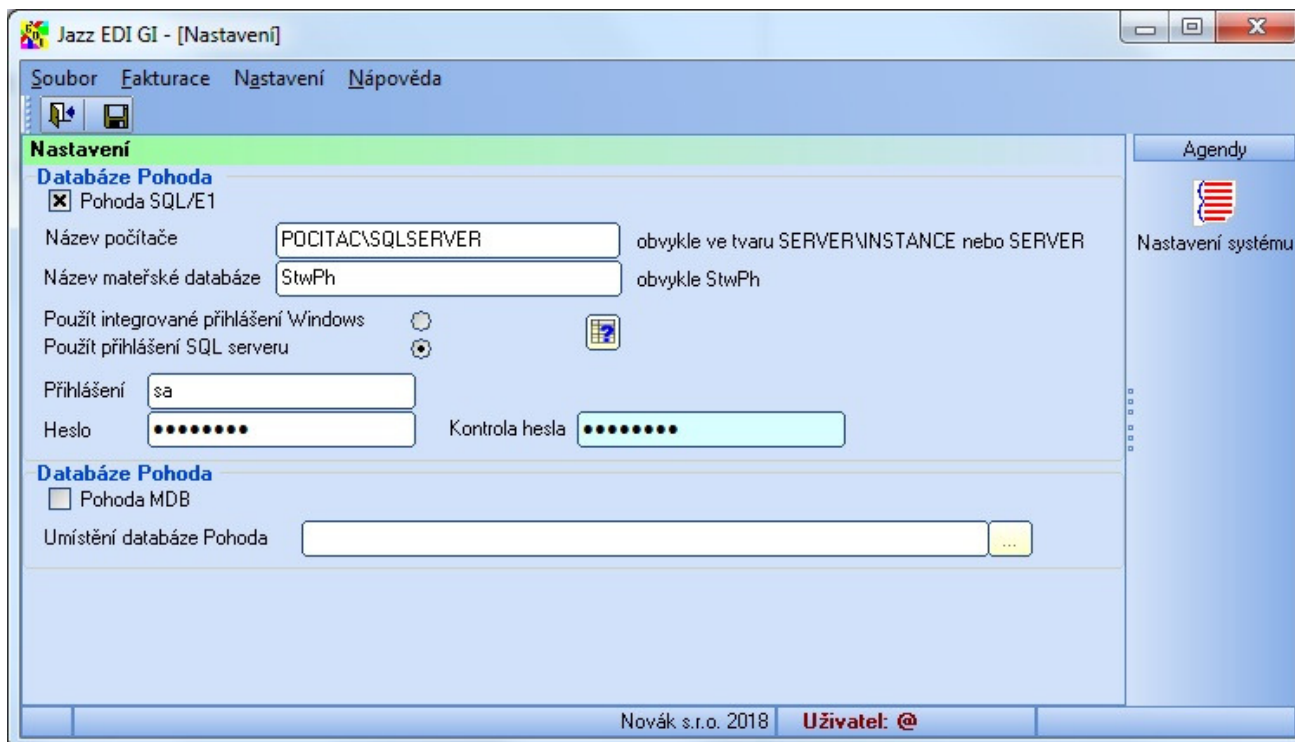 Jazz EDI GI - [Nastavení]
Soubor Fakturace Nastavení Nápověda
Nastavení
Agendy
Databáze Pohoda
Pohoda SQL/E1
Název počítače POCITAC\SQLSERVER obvykle ve tvaru SERVER\INSTANCE nebo SERVER
Nastavení systému
Název mateřské databáze StwPh obvykle StwPh
Použít integrované přihlášení Windows
Použít přihlášení SQL serveru
Přihlášení sa
Heslo ●●●●●●●● Kontrola hesla ●●●●●●●●
Databáze Pohoda
Pohoda MDB
Umístění databáze Pohoda ...
Novák s.r.o. 2018 Uživatel: @